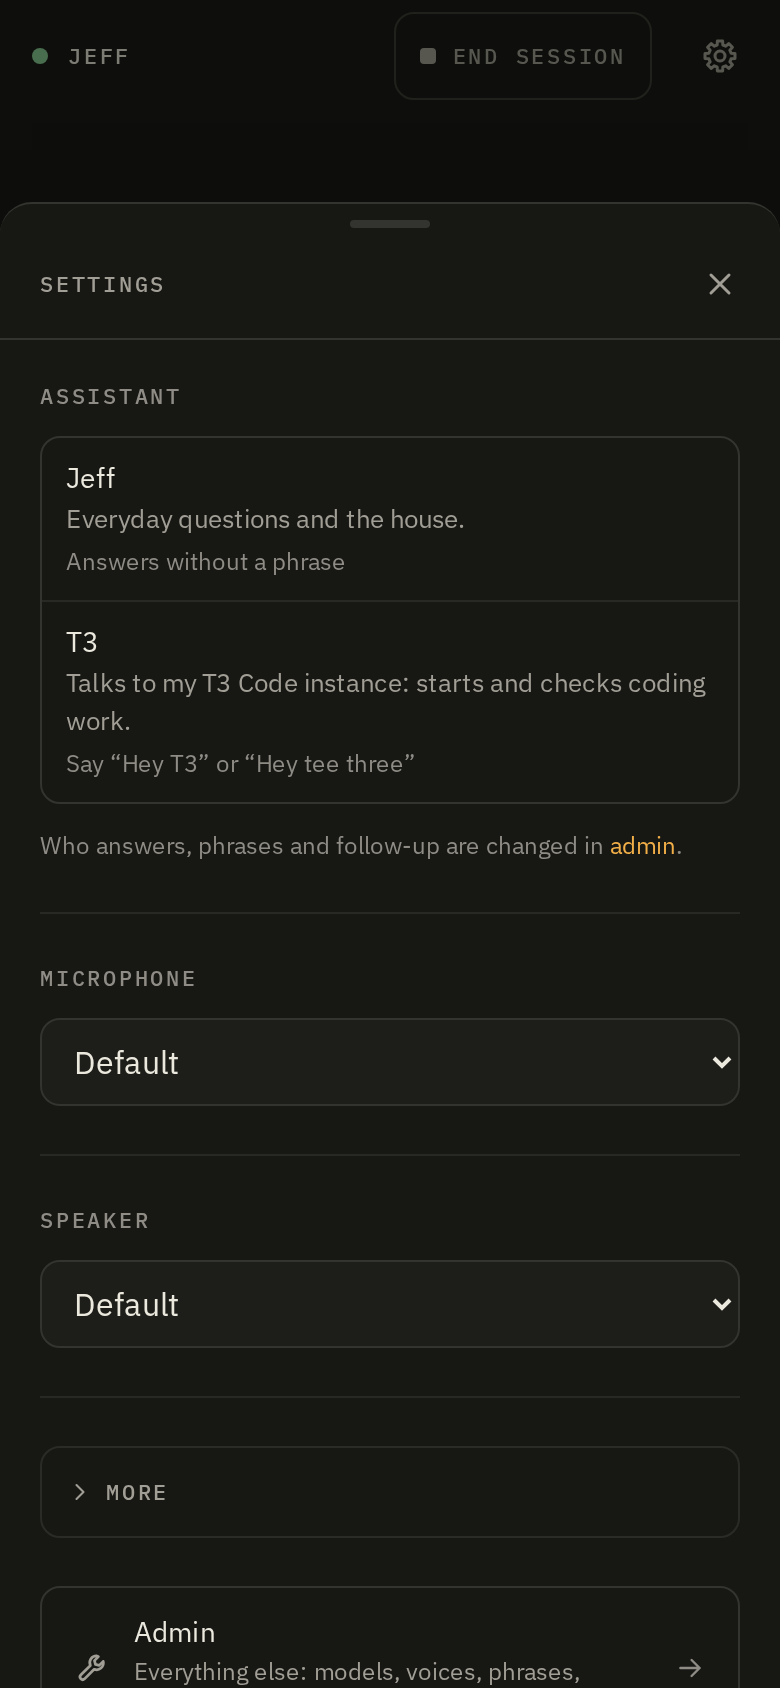 JEFF
END SESSION
SETTINGS
ASSISTANT
Jeff
Everyday questions and the house.
Answers without a phrase
T3
Talks to my T3 Code instance: starts and checks coding
work.
Say “Hey T3” or “Hey tee three”
Who answers, phrases and follow-up are changed in admin.
MICROPHONE
Default
SPEAKER
Default
MORE
Admin
Everything else: models, voices, phrases,